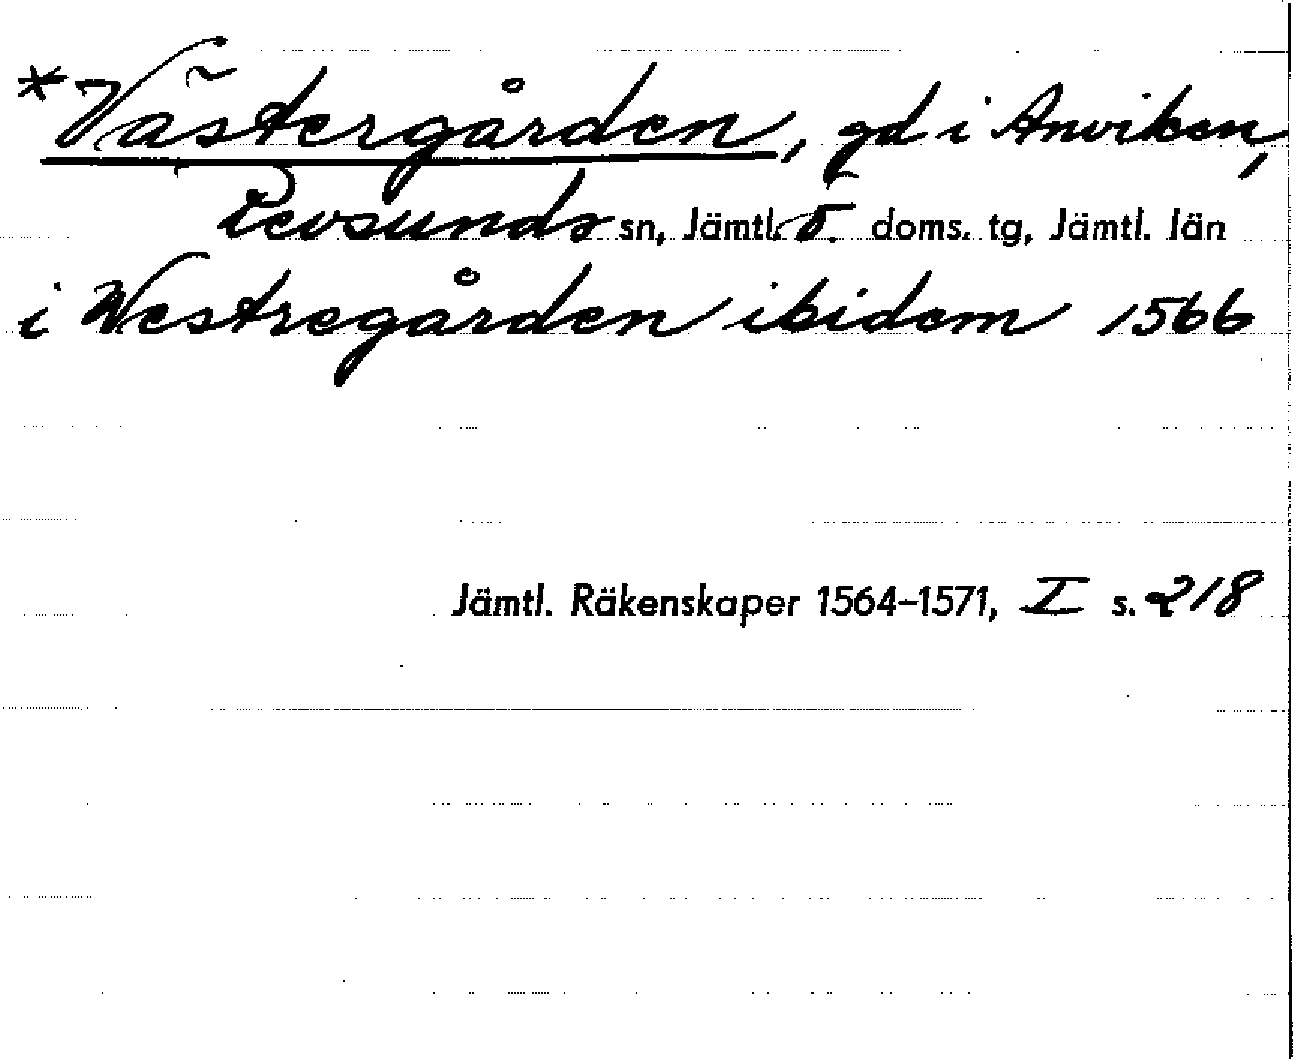 *Västergården, gd i Anviken,
Revsunds sn, Jämtl. ö. doms. tg, Jämtl. län
i Westregården ibidem 1566
Jämtl. Räkenskaper 1564–1571, I s. 218